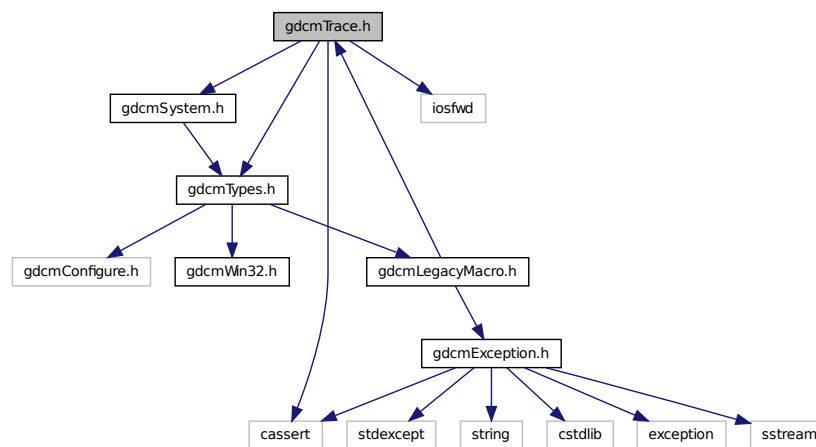 gdcmTrace.h
gdcmSystem.h
iosfwd
gdcmTypes.h
gdcmConfigure.h
gdcmWin32.h
gdcmLegacyMacro.h
gdcmException.h
cassert
stdexcept
string
cstdlib
exception
sstream